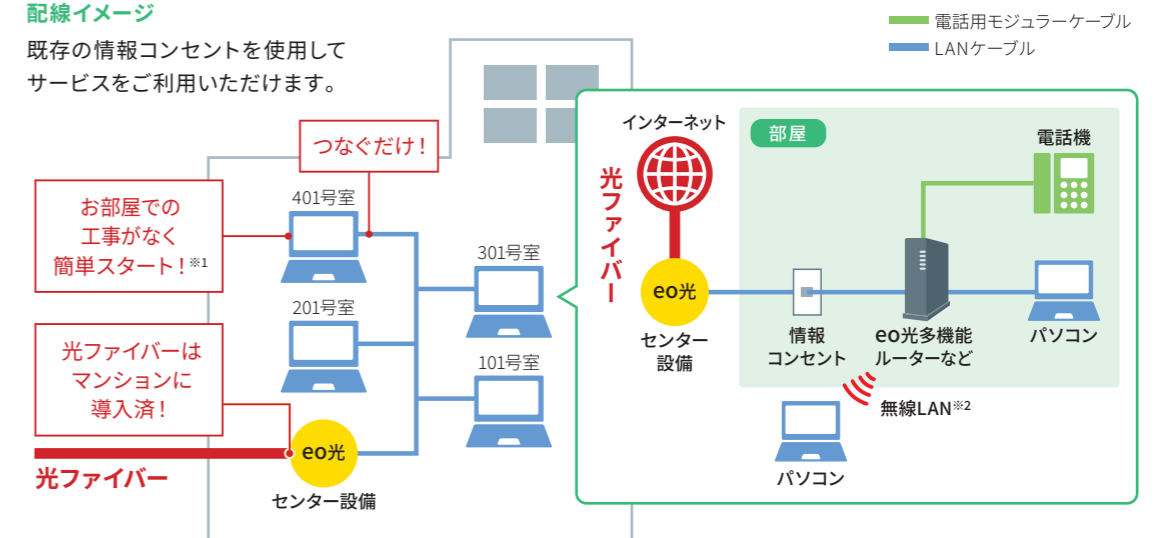 配線イメージ
既存の情報コンセントを使用して
サービスをご利用いただけます。
電話用モジュラーケーブル
LANケーブル
つなぐだけ！
お部屋での
工事がなく
簡単スタート！※1
光ファイバーは
マンションに
導入済！
401号室
301号室
201号室
101号室
eo光
センター設備
光ファイバー
インターネット
光ファイバー
eo光
センター
設備
部屋
電話機
情報
コンセント
eo光多機能
ルーターなど
パソコン
無線LAN※2
パソコン